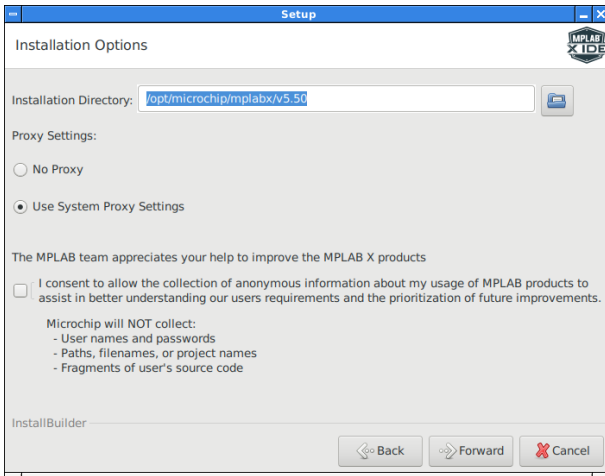 Setup
Installation Options
MPLAB
X IDE
Installation Directory: /opt/microchip/mplabx/v5.50
Proxy Settings:
No Proxy
Use System Proxy Settings
The MPLAB team appreciates your help to improve the MPLAB X products
I consent to allow the collection of anonymous information about my usage of MPLAB products to
assist in better understanding our users requirements and the prioritization of future improvements.
Microchip will NOT collect:
- User names and passwords
- Paths, filenames, or project names
- Fragments of user's source code
InstallBuilder
Back
Forward
Cancel